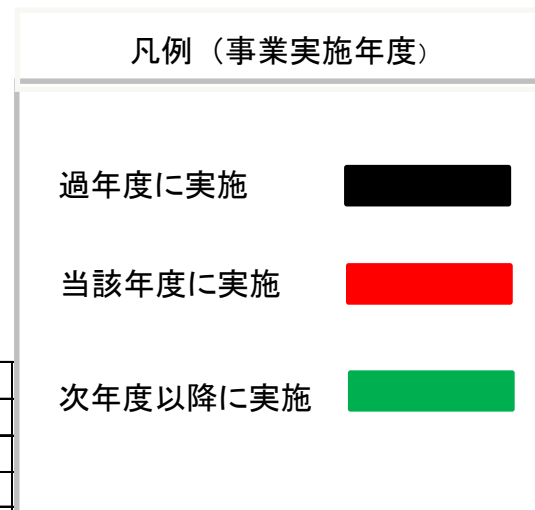 凡例（事業実施年度）
過年度に実施
当該年度に実施
次年度以降に実施